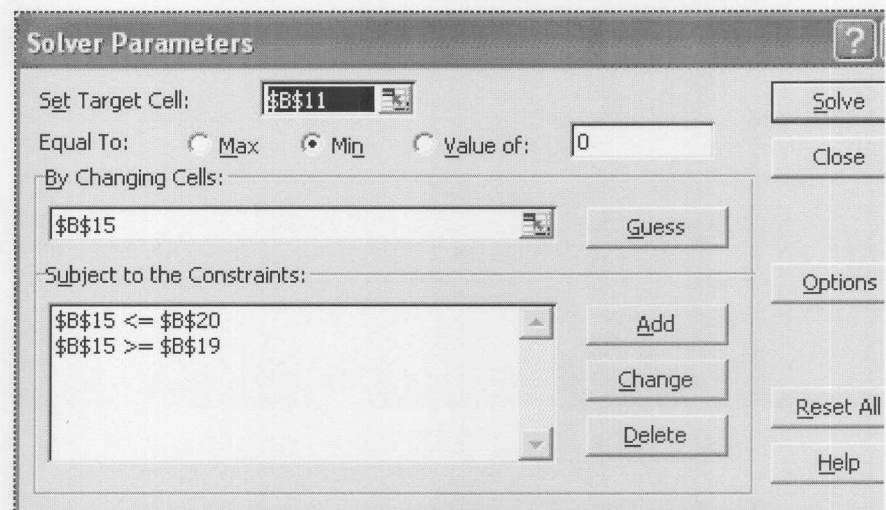 Solver Parameters
?
Set Target Cell: $B$11
Solve
Equal To: Max Min Value of: 0
Close
By Changing Cells:
$B$15
Guess
Subject to the Constraints:
Options
$B$15 <= $B$20
$B$15 >= $B$19
Add
Change
Reset All
Delete
Help